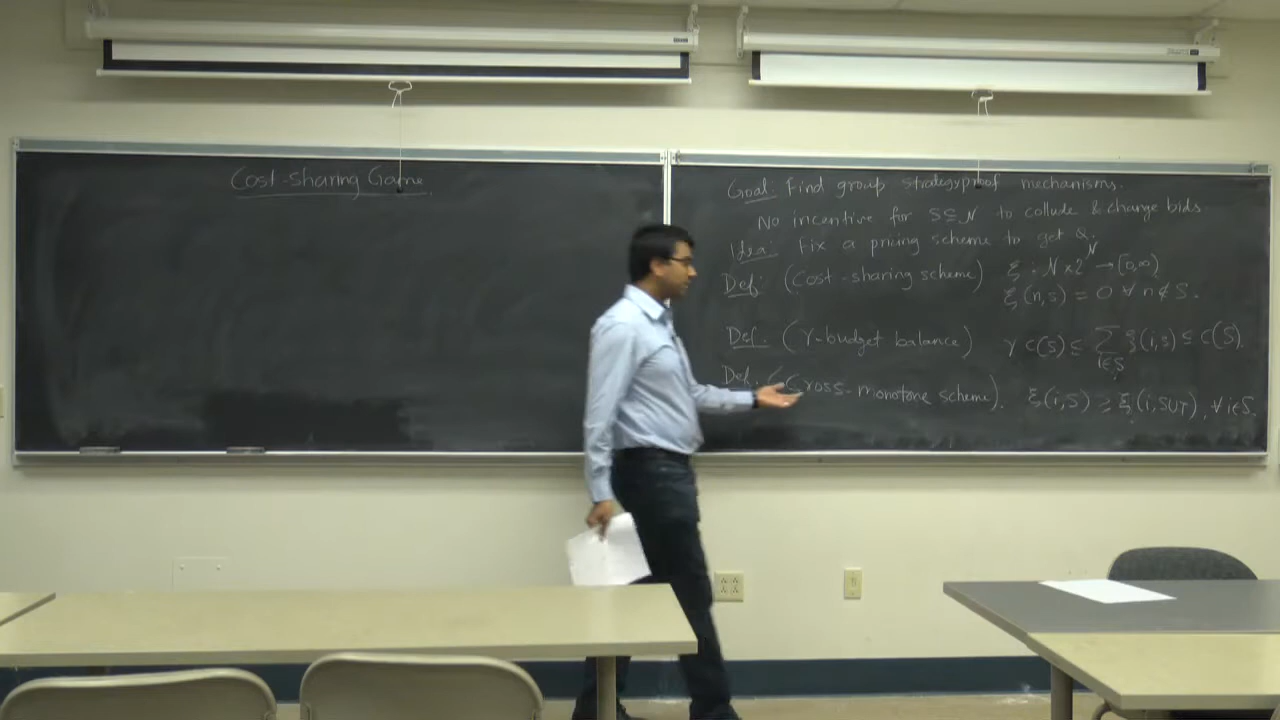 Cost-sharing Game
Goal: Find group strategyproof mechanisms.
No incentive for S⊆N to collude & change bids
Idea: Fix a pricing scheme to get &.
Def: (Cost-sharing scheme) ξ : N × 2^N → [0,∞)
ξ(n,s) = 0 ∀ n ∉ S.
Def. (γ-budget balance) γ C(S) ≤ ∑_{i∈S} ξ(i,s) ≤ C(S).
Def. (Cross-monotone scheme). ξ(i,S) ≥ ξ(i,S∪T), ∀ i∈S.